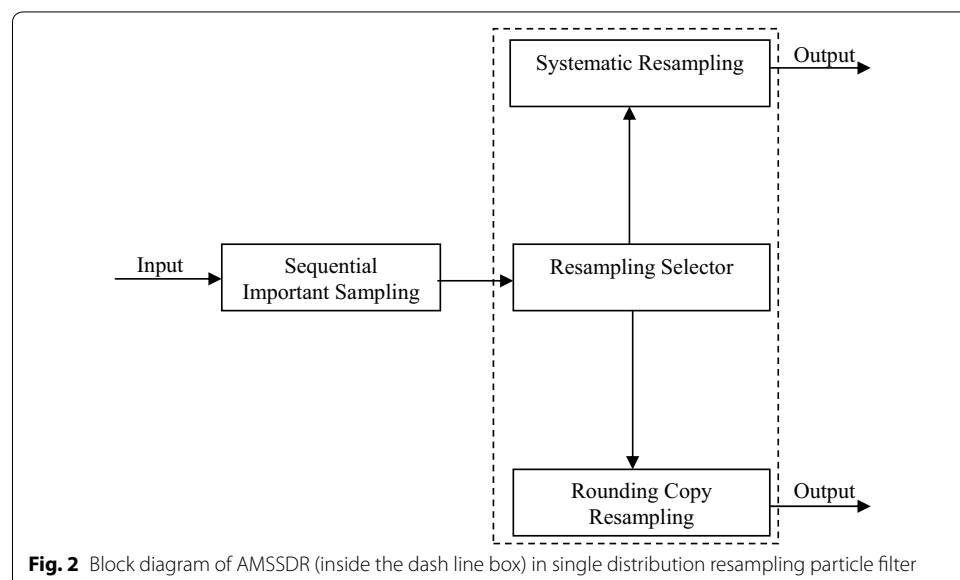 Systematic Resampling
Output
Input
Sequential
Important Sampling
Resampling Selector
Rounding Copy
Resampling
Output
Fig. 2 Block diagram of AMSSDR (inside the dash line box) in single distribution resampling particle filter